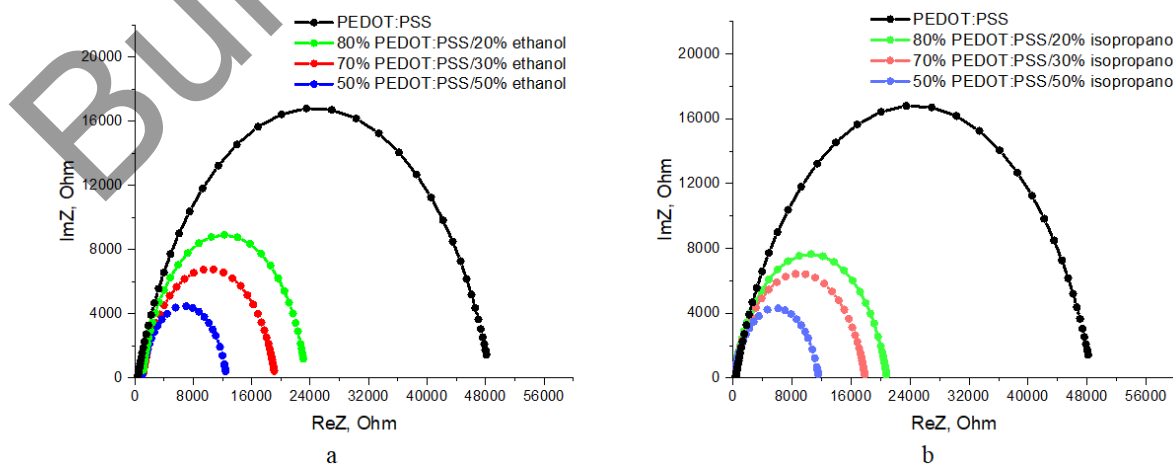 Bul
PEDOT:PSS
80% PEDOT:PSS/20% ethanol
70% PEDOT:PSS/30% ethanol
50% PEDOT:PSS/50% ethanol
20000
16000
12000
8000
4000
0
ImZ, Ohm
0 8000 16000 24000 32000 40000 48000 56000
ReZ, Ohm
a
PEDOT:PSS
80% PEDOT:PSS/20% isopropano
70% PEDOT:PSS/30% isopropano
50% PEDOT:PSS/50% isopropano
20000
16000
12000
8000
4000
0
ImZ, Ohm
0 8000 16000 24000 32000 40000 48000 56000
ReZ, Ohm
b